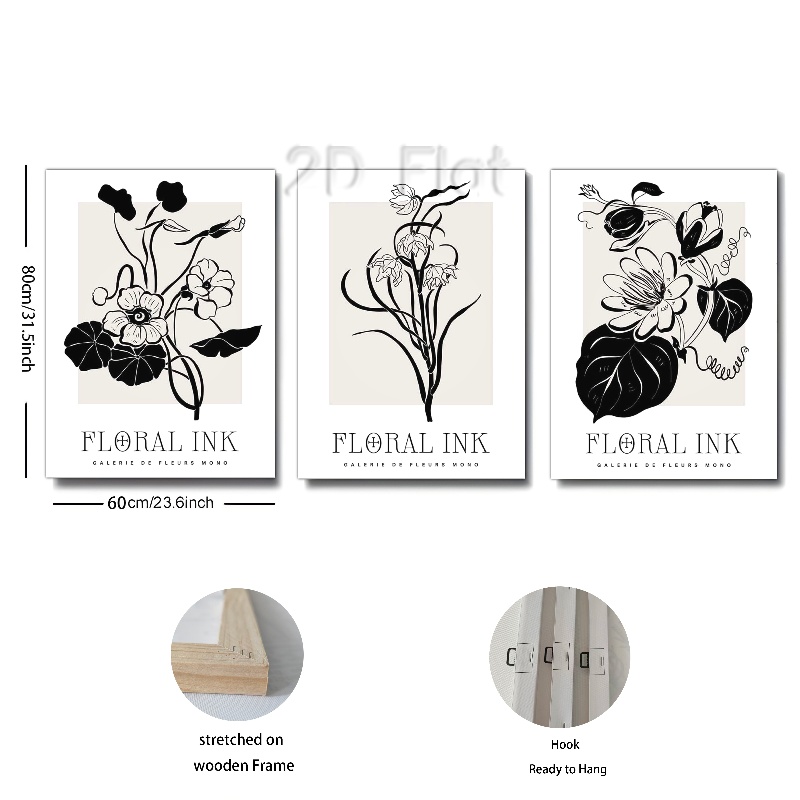 2D Flat
FLORAL INK
GALERIE DE FLEURS MONO
FLORAL INK
GALERIE DE FLEURS MONO
FLORAL INK
GALERIE DE FLEURS MONO
80cm/31.5inch
60cm/23.6inch
stretched on
wooden Frame
Hook
Ready to Hang